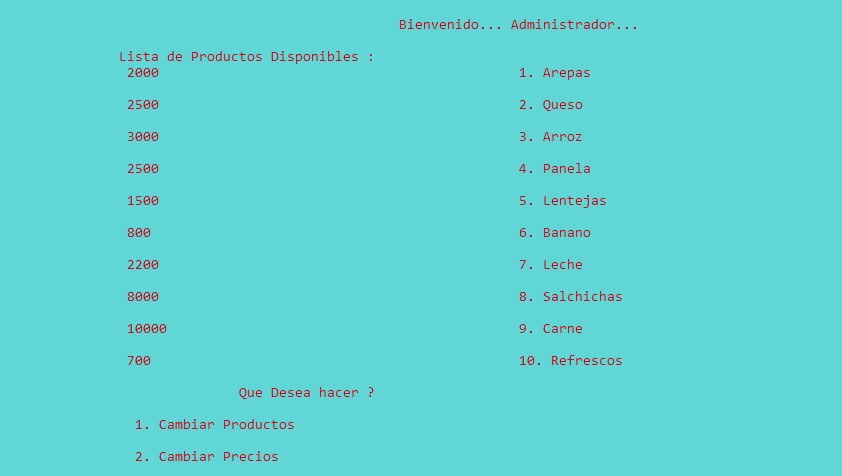 Bienvenido... Administrador...
Lista de Productos Disponibles :
2000 1. Arepas
2500 2. Queso
3000 3. Arroz
2500 4. Panela
1500 5. Lentejas
800 6. Banano
2200 7. Leche
8000 8. Salchichas
10000 9. Carne
700 10. Refrescos
Que Desea hacer ?
1. Cambiar Productos
2. Cambiar Precios